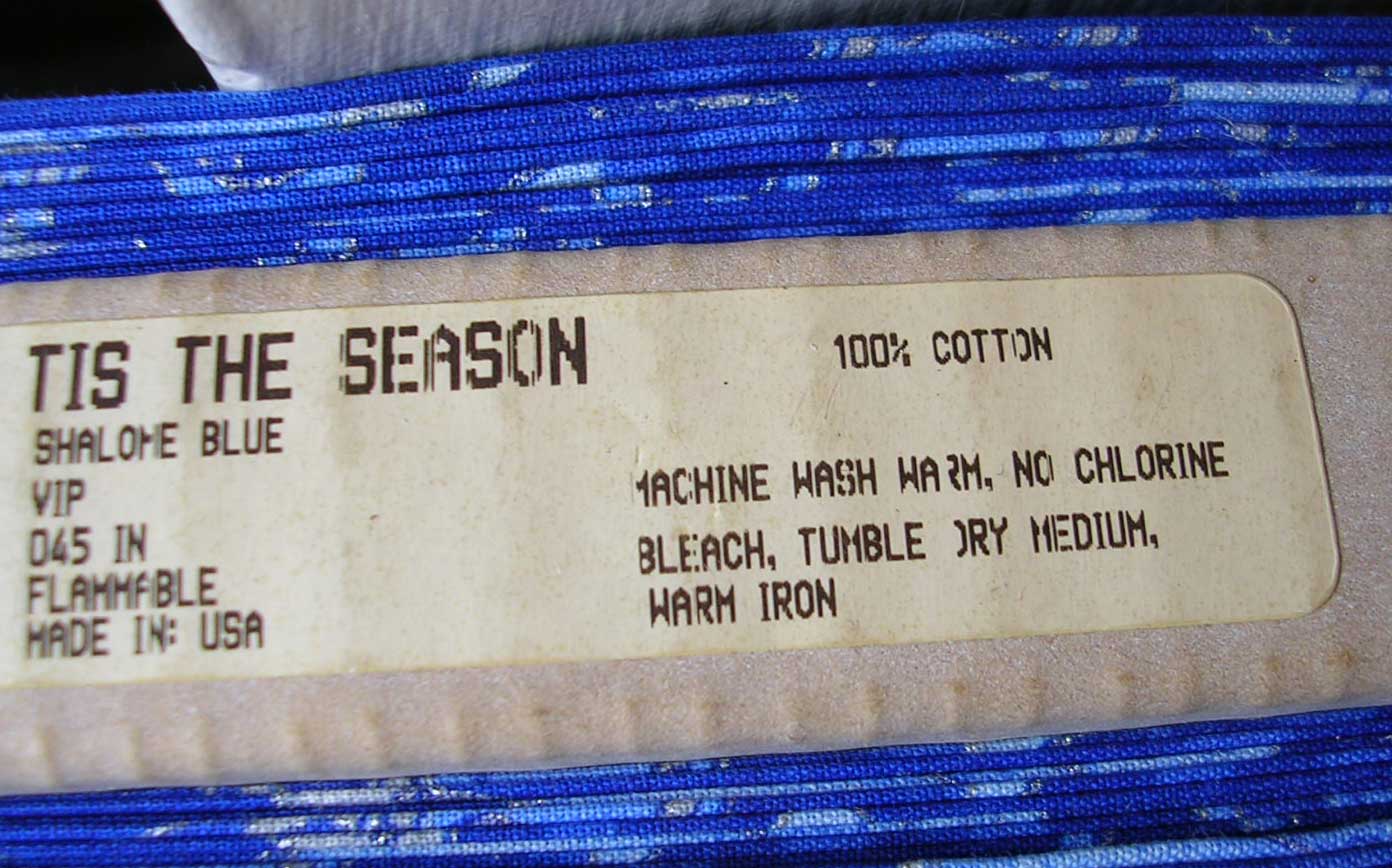 TIS THE SEASON
SHALOME BLUE
VIP
045 IN
FLAMMABLE
MADE IN: USA
100% COTTON
MACHINE WASH WARM, NO CHLORINE
BLEACH, TUMBLE DRY MEDIUM,
WARM IRON